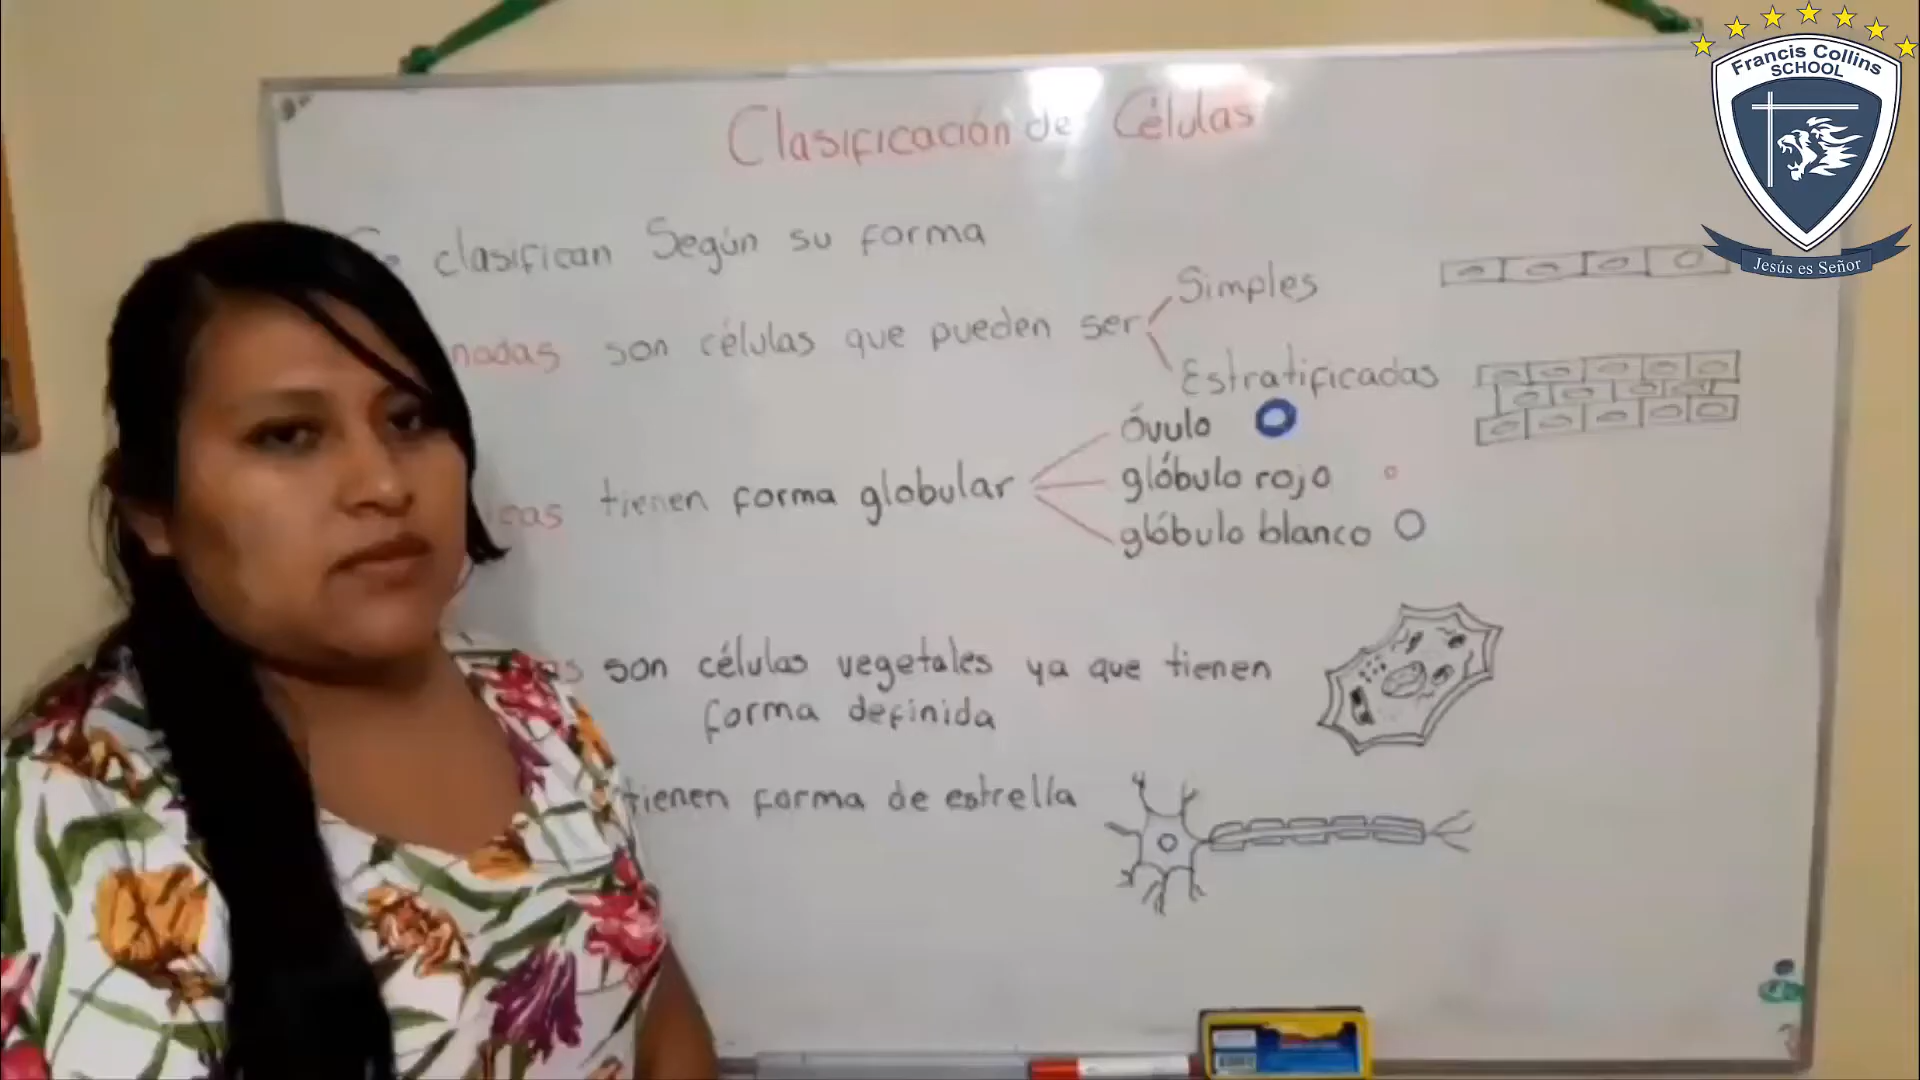 Francis Collins
SCHOOL
Jesús es Señor
Clasificación de Células
clasifican Según su forma
nadas son células que pueden ser
Simples
Estratificadas
icas tienen forma globular
óvulo
glóbulo rojo
glóbulo blanco
as son células vegetales ya que tienen
forma definida
tienen forma de estrella